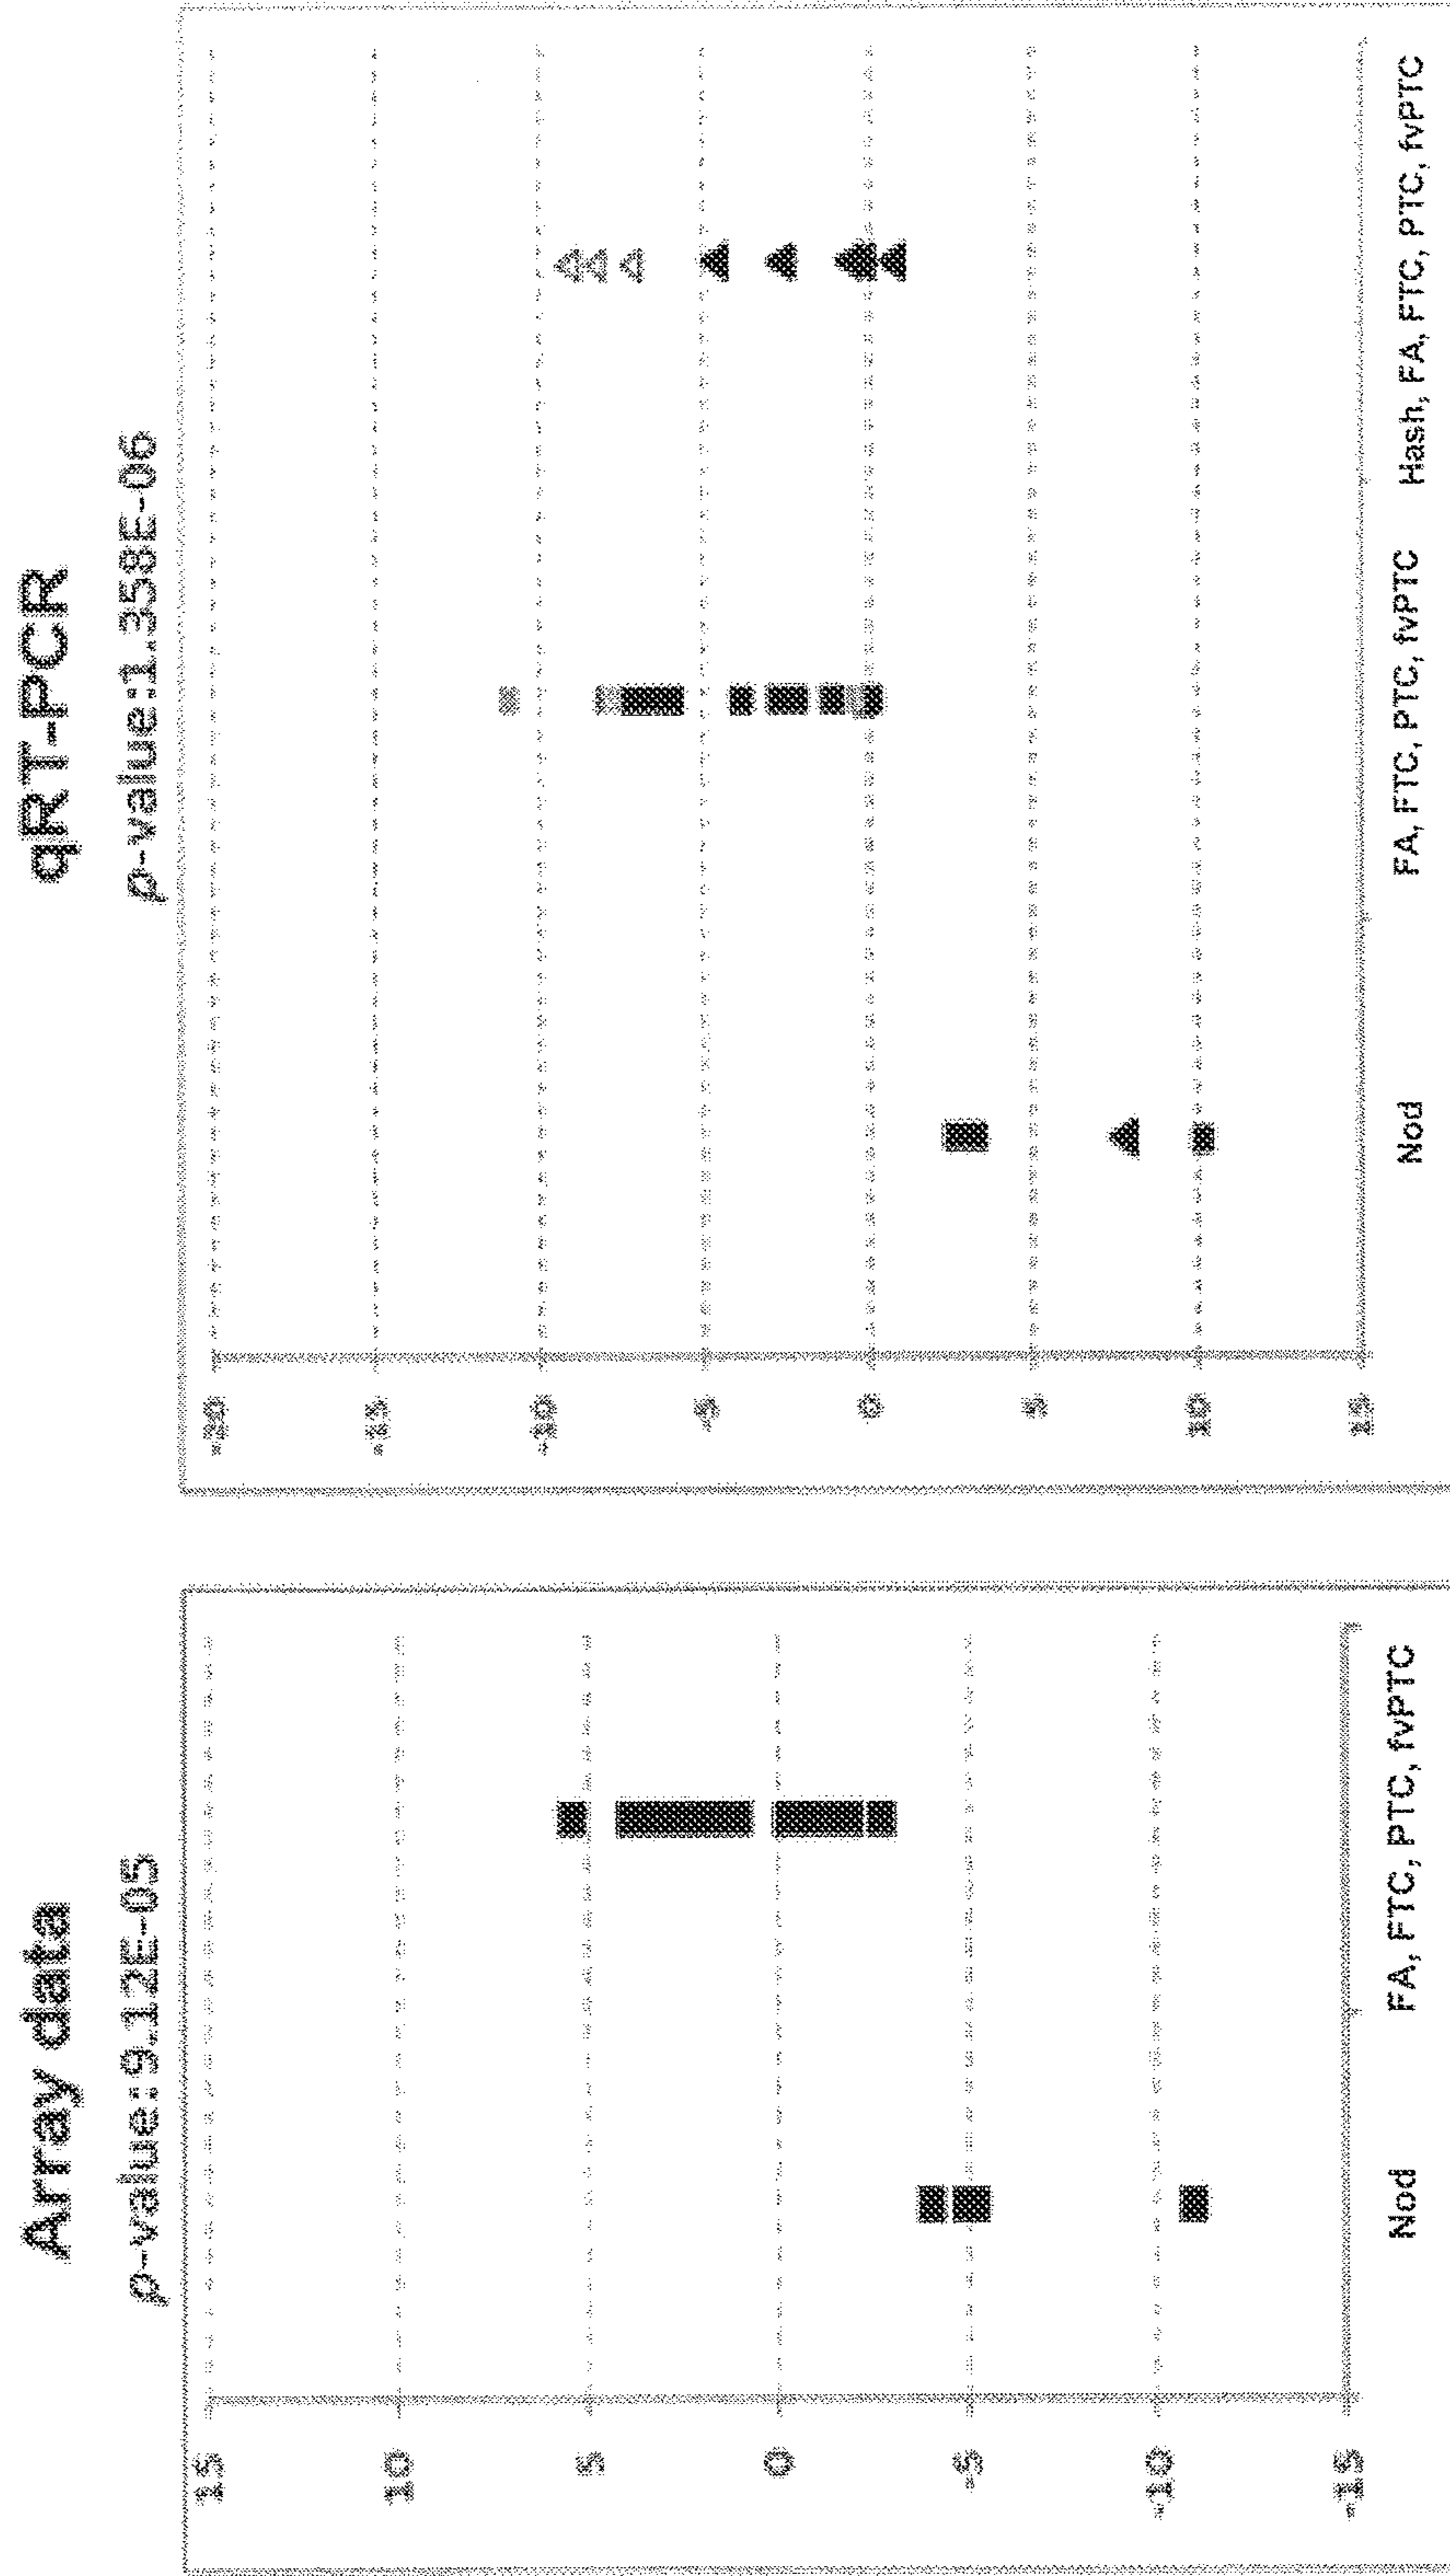 Array data
p-value:9.12E-05
15
10
5
0
-5
-10
-15
Nod
FA, FTC, PTC, fvPTC
qRT-PCR
p-value:1.358E-06
-20
-15
-10
-5
0
5
10
15
Nod
FA, FTC, PTC, fvPTC
Hash, FA, FTC, PTC, fvPTC